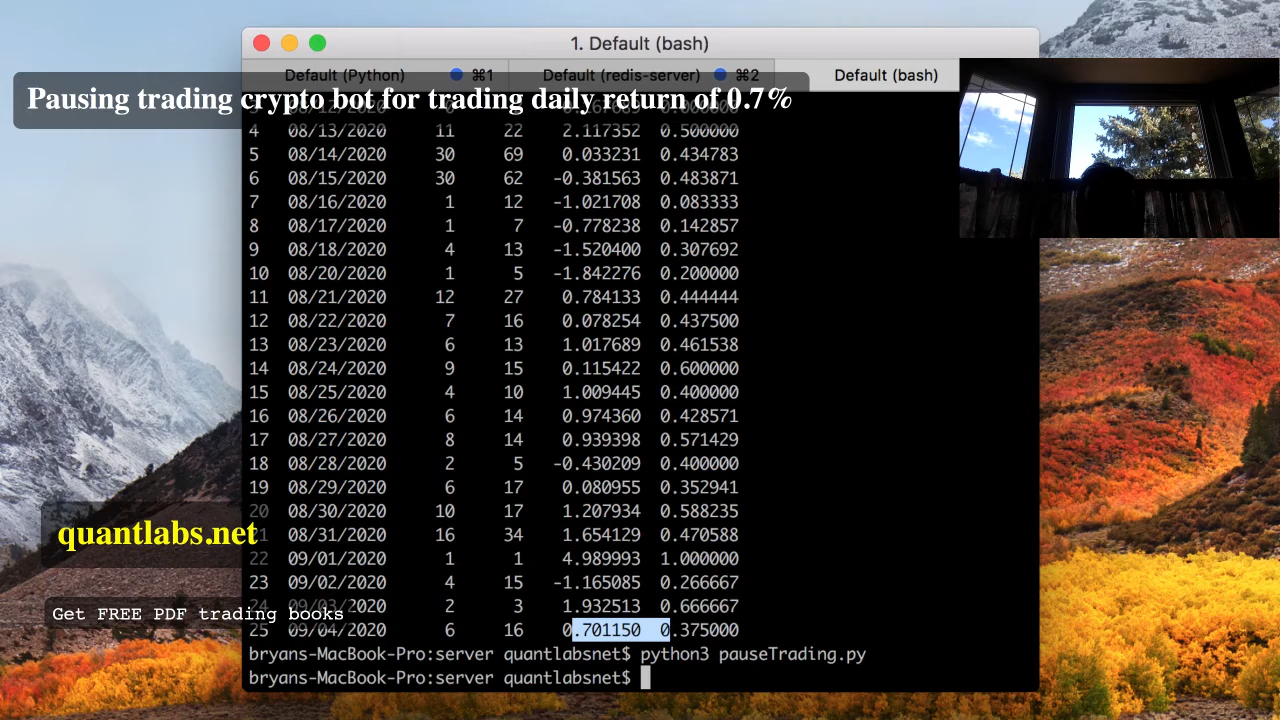 1. Default (bash)
Default (Python) ⌘1 Default (redis-server) ⌘2 Default (bash)
Pausing trading crypto bot for trading daily return of 0.7%
4 08/13/2020 11 22 2.117352 0.500000
5 08/14/2020 30 69 0.033231 0.434783
6 08/15/2020 30 62 -0.381563 0.483871
7 08/16/2020 1 12 -1.021708 0.083333
8 08/17/2020 1 7 -0.778238 0.142857
9 08/18/2020 4 13 -1.520400 0.307692
10 08/20/2020 1 5 -1.842276 0.200000
11 08/21/2020 12 27 0.784133 0.444444
12 08/22/2020 7 16 0.078254 0.437500
13 08/23/2020 6 13 1.017689 0.461538
14 08/24/2020 9 15 0.115422 0.600000
15 08/25/2020 4 10 1.009445 0.400000
16 08/26/2020 6 14 0.974360 0.428571
17 08/27/2020 8 14 0.939398 0.571429
18 08/28/2020 2 5 -0.430209 0.400000
19 08/29/2020 6 17 0.080955 0.352941
20 08/30/2020 10 17 1.207934 0.588235
quantlabs.net
21 08/31/2020 16 34 1.654129 0.470588
22 09/01/2020 1 1 4.989993 1.000000
23 09/02/2020 4 15 -1.165085 0.266667
24 09/03/2020 2 3 1.932513 0.666667
Get FREE PDF trading books
25 09/04/2020 6 16 0.701150 0.375000
bryans-MacBook-Pro:server quantlabsnet$ python3 pauseTrading.py
bryans-MacBook-Pro:server quantlabsnet$